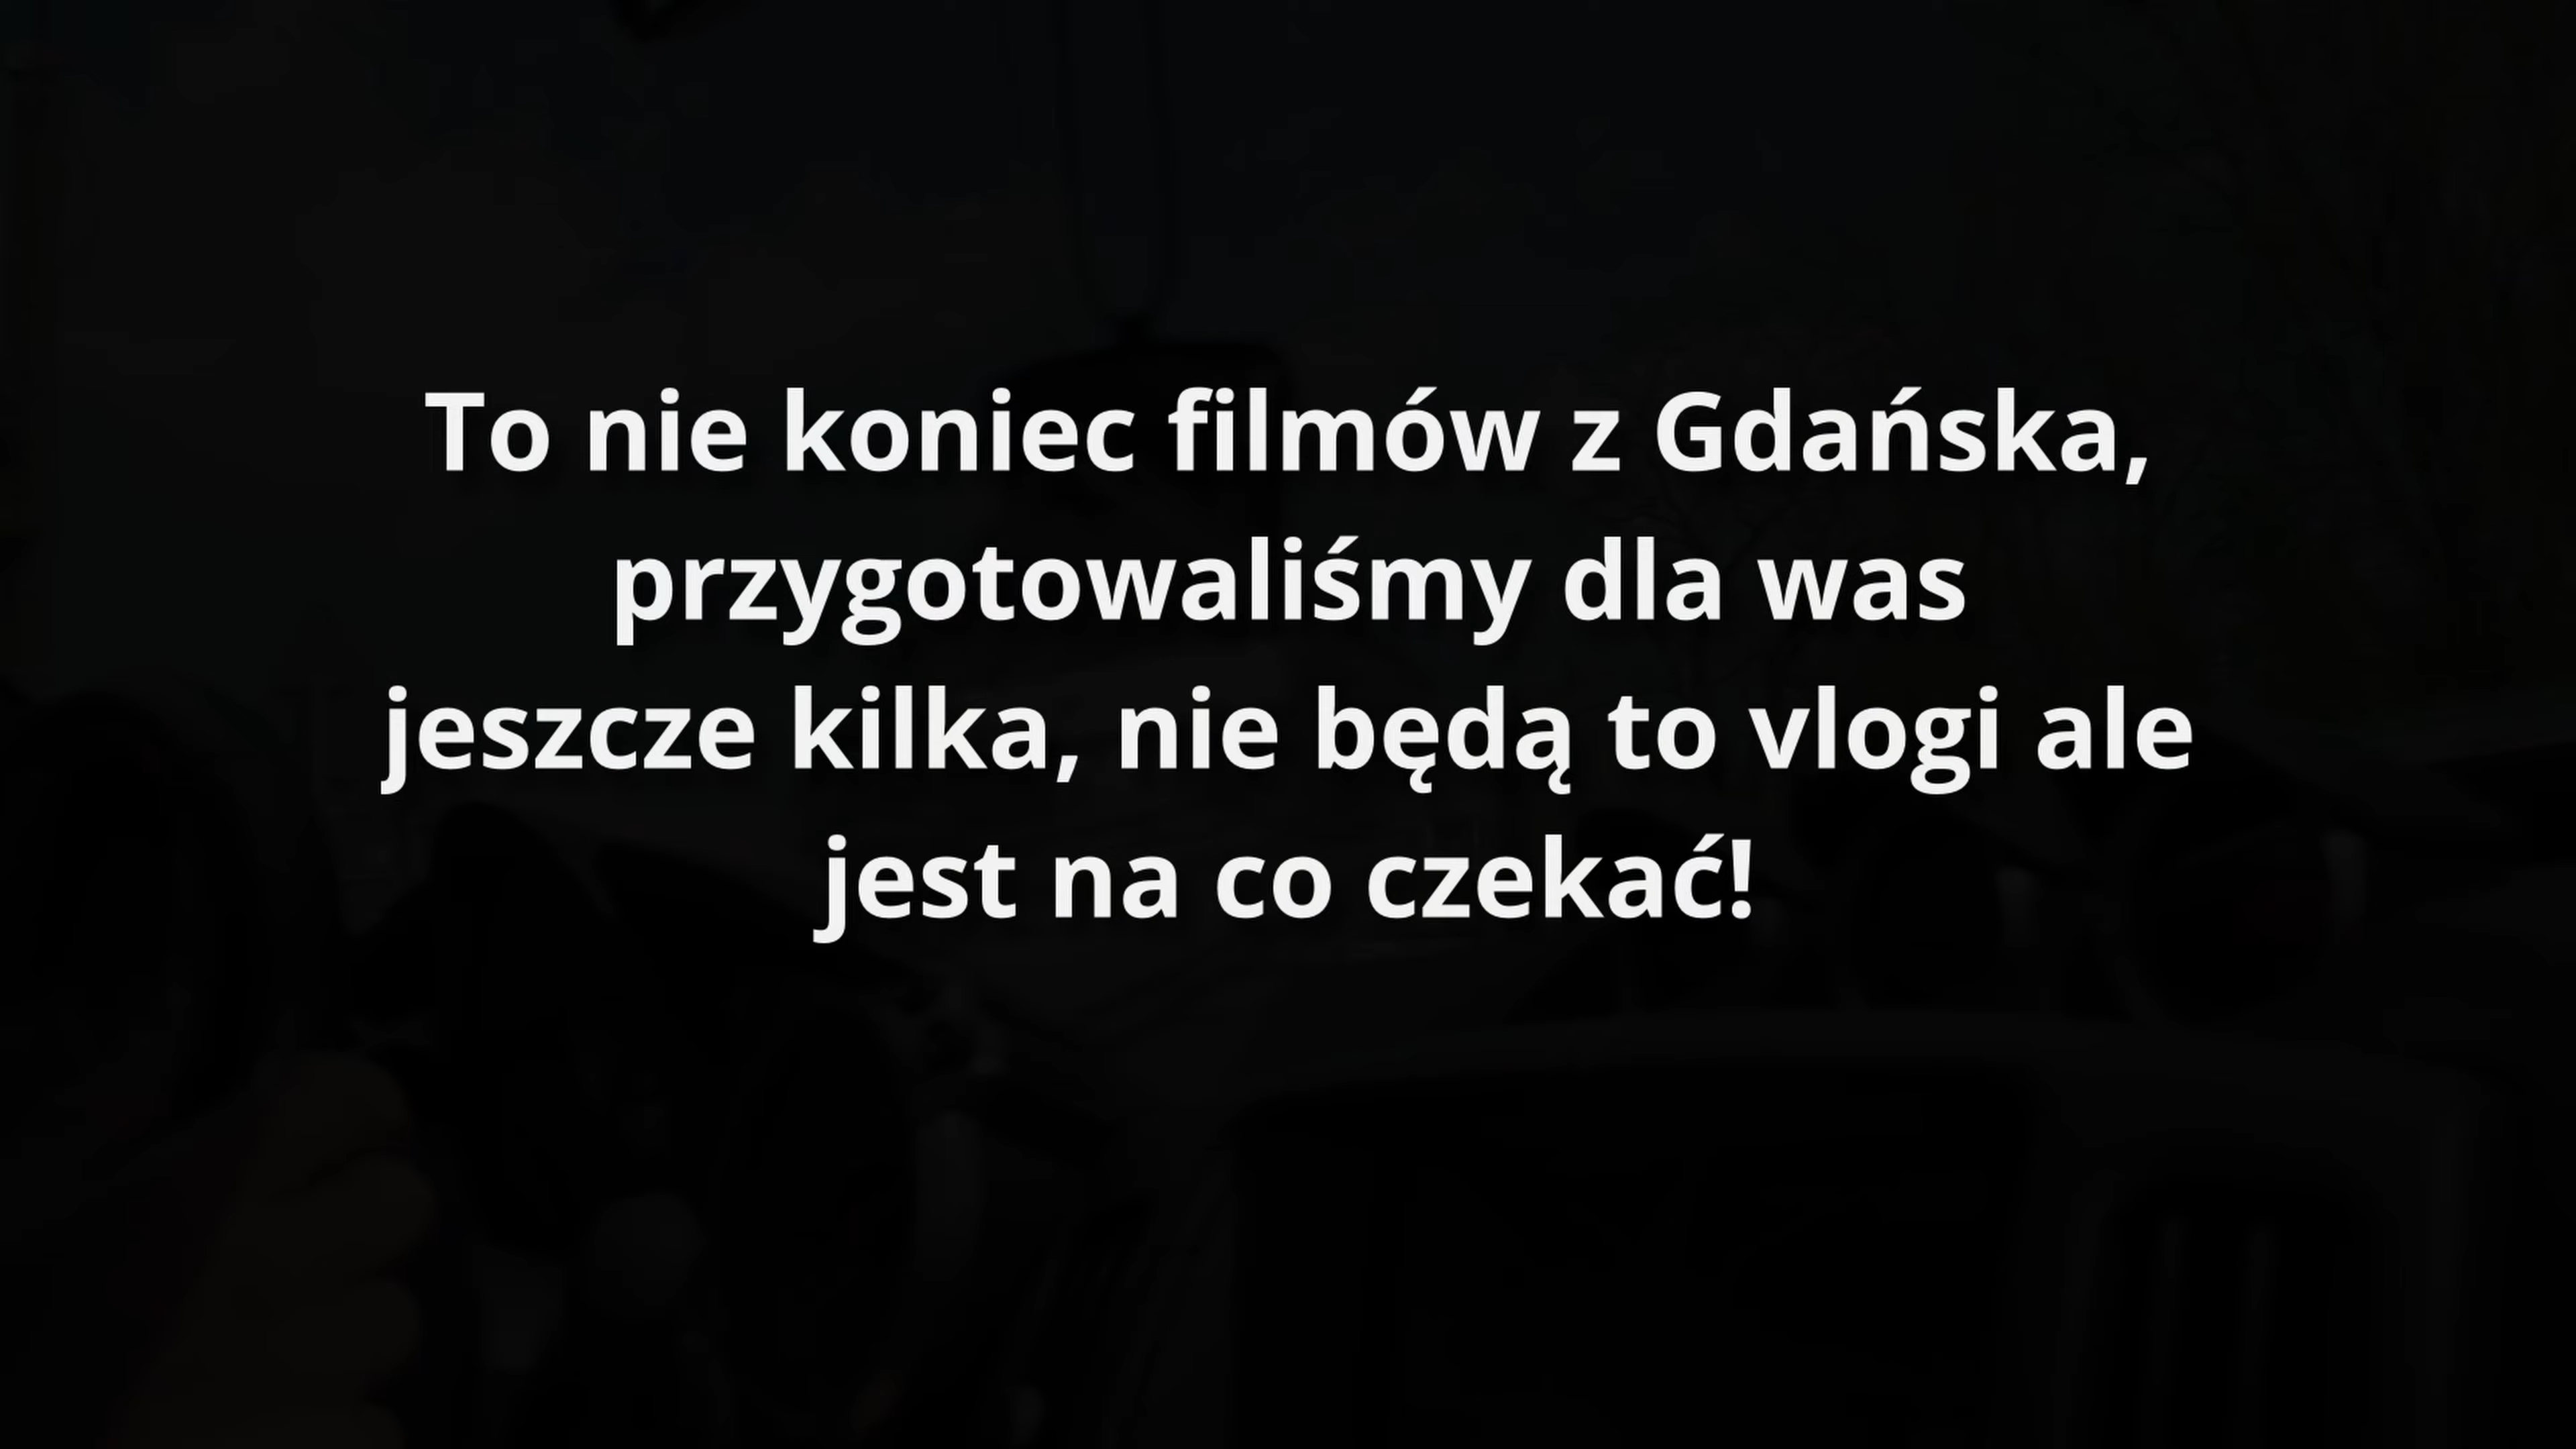 To nie koniec filmów z Gdańska,
przygotowaliśmy dla was
jeszcze kilka, nie będą to vlogi ale
jest na co czekać!